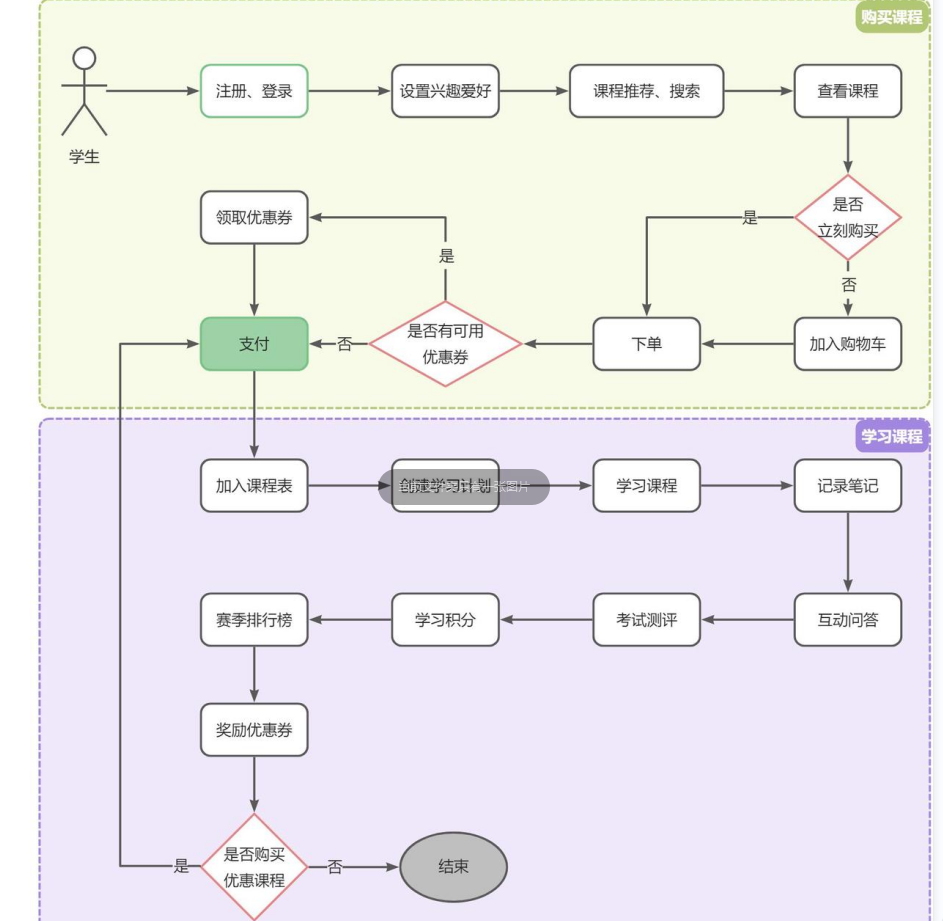 购买课程
注册、登录
设置兴趣爱好
课程推荐、搜索
查看课程
学生
领取优惠券
是
是否
立刻购买
是
否
支付
否
是否有可用
优惠券
下单
加入购物车
学习课程
加入课程表
创建学习计划
学习课程
记录笔记
赛季排行榜
学习积分
考试测评
互动问答
奖励优惠券
是
是否购买
优惠课程
否
结束